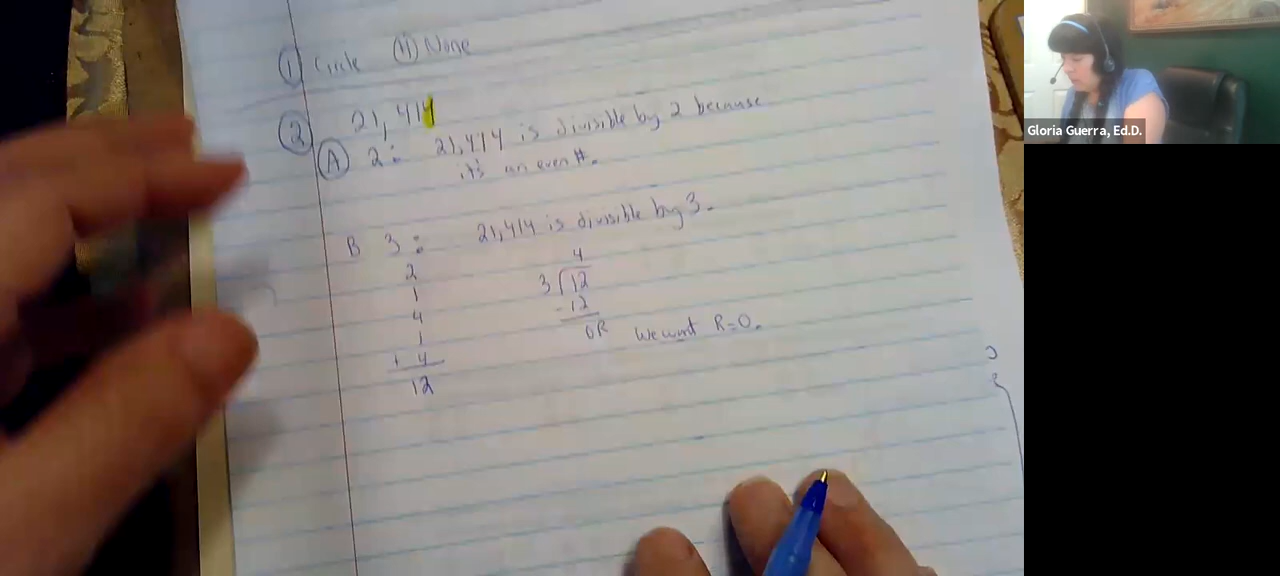 ① Circle ⑪ None
② 21,414
Ⓐ 2: 21,414 is divisible by 2 because
it's an even #.
B 3: 21,414 is divisible by 3.
2
1
4
1
+ 4
12
4
3 12
-12
0R We want R=0.
Gloria Guerra, Ed.D.